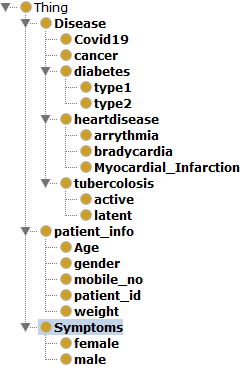 Thing
Disease
Covid19
cancer
diabetes
type1
type2
heartdisease
arrythmia
bradycardia
Myocardial_Infarction
tubercolosis
active
latent
patient_info
Age
gender
mobile_no
patient_id
weight
Symptoms
female
male